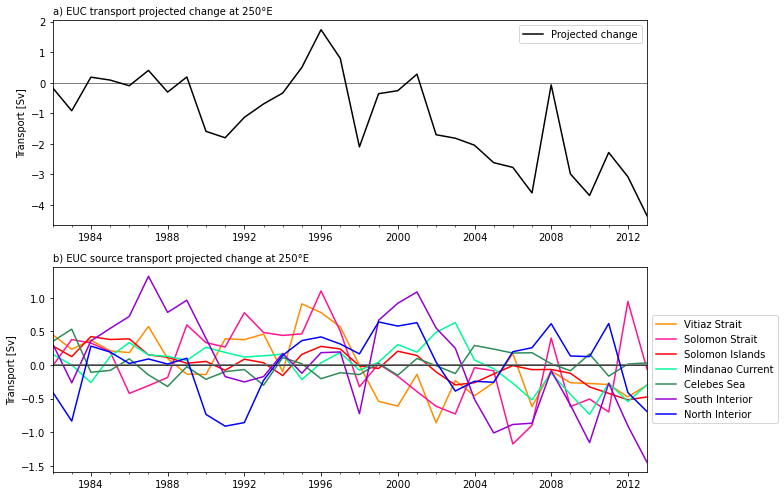 a) EUC transport projected change at 250°E
Transport [Sv]
2
1
0
−1
−2
−3
−4
Projected change
1984 1988 1992 1996 2000 2004 2008 2012
b) EUC source transport projected change at 250°E
Transport [Sv]
1.0
0.5
0.0
−0.5
−1.0
−1.5
1984 1988 1992 1996 2000 2004 2008 2012
Vitiaz Strait
Solomon Strait
Solomon Islands
Mindanao Current
Celebes Sea
South Interior
North Interior